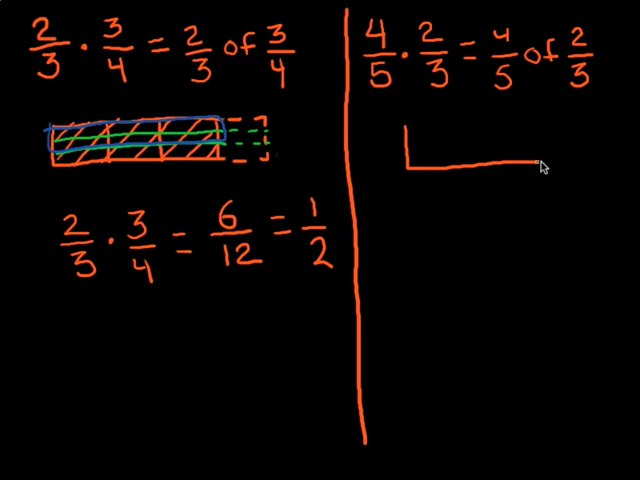 2/3 · 3/4 = 2/3 of 3/4
2/3 · 3/4 = 6/12 = 1/2
4/5 · 2/3 = 4/5 of 2/3